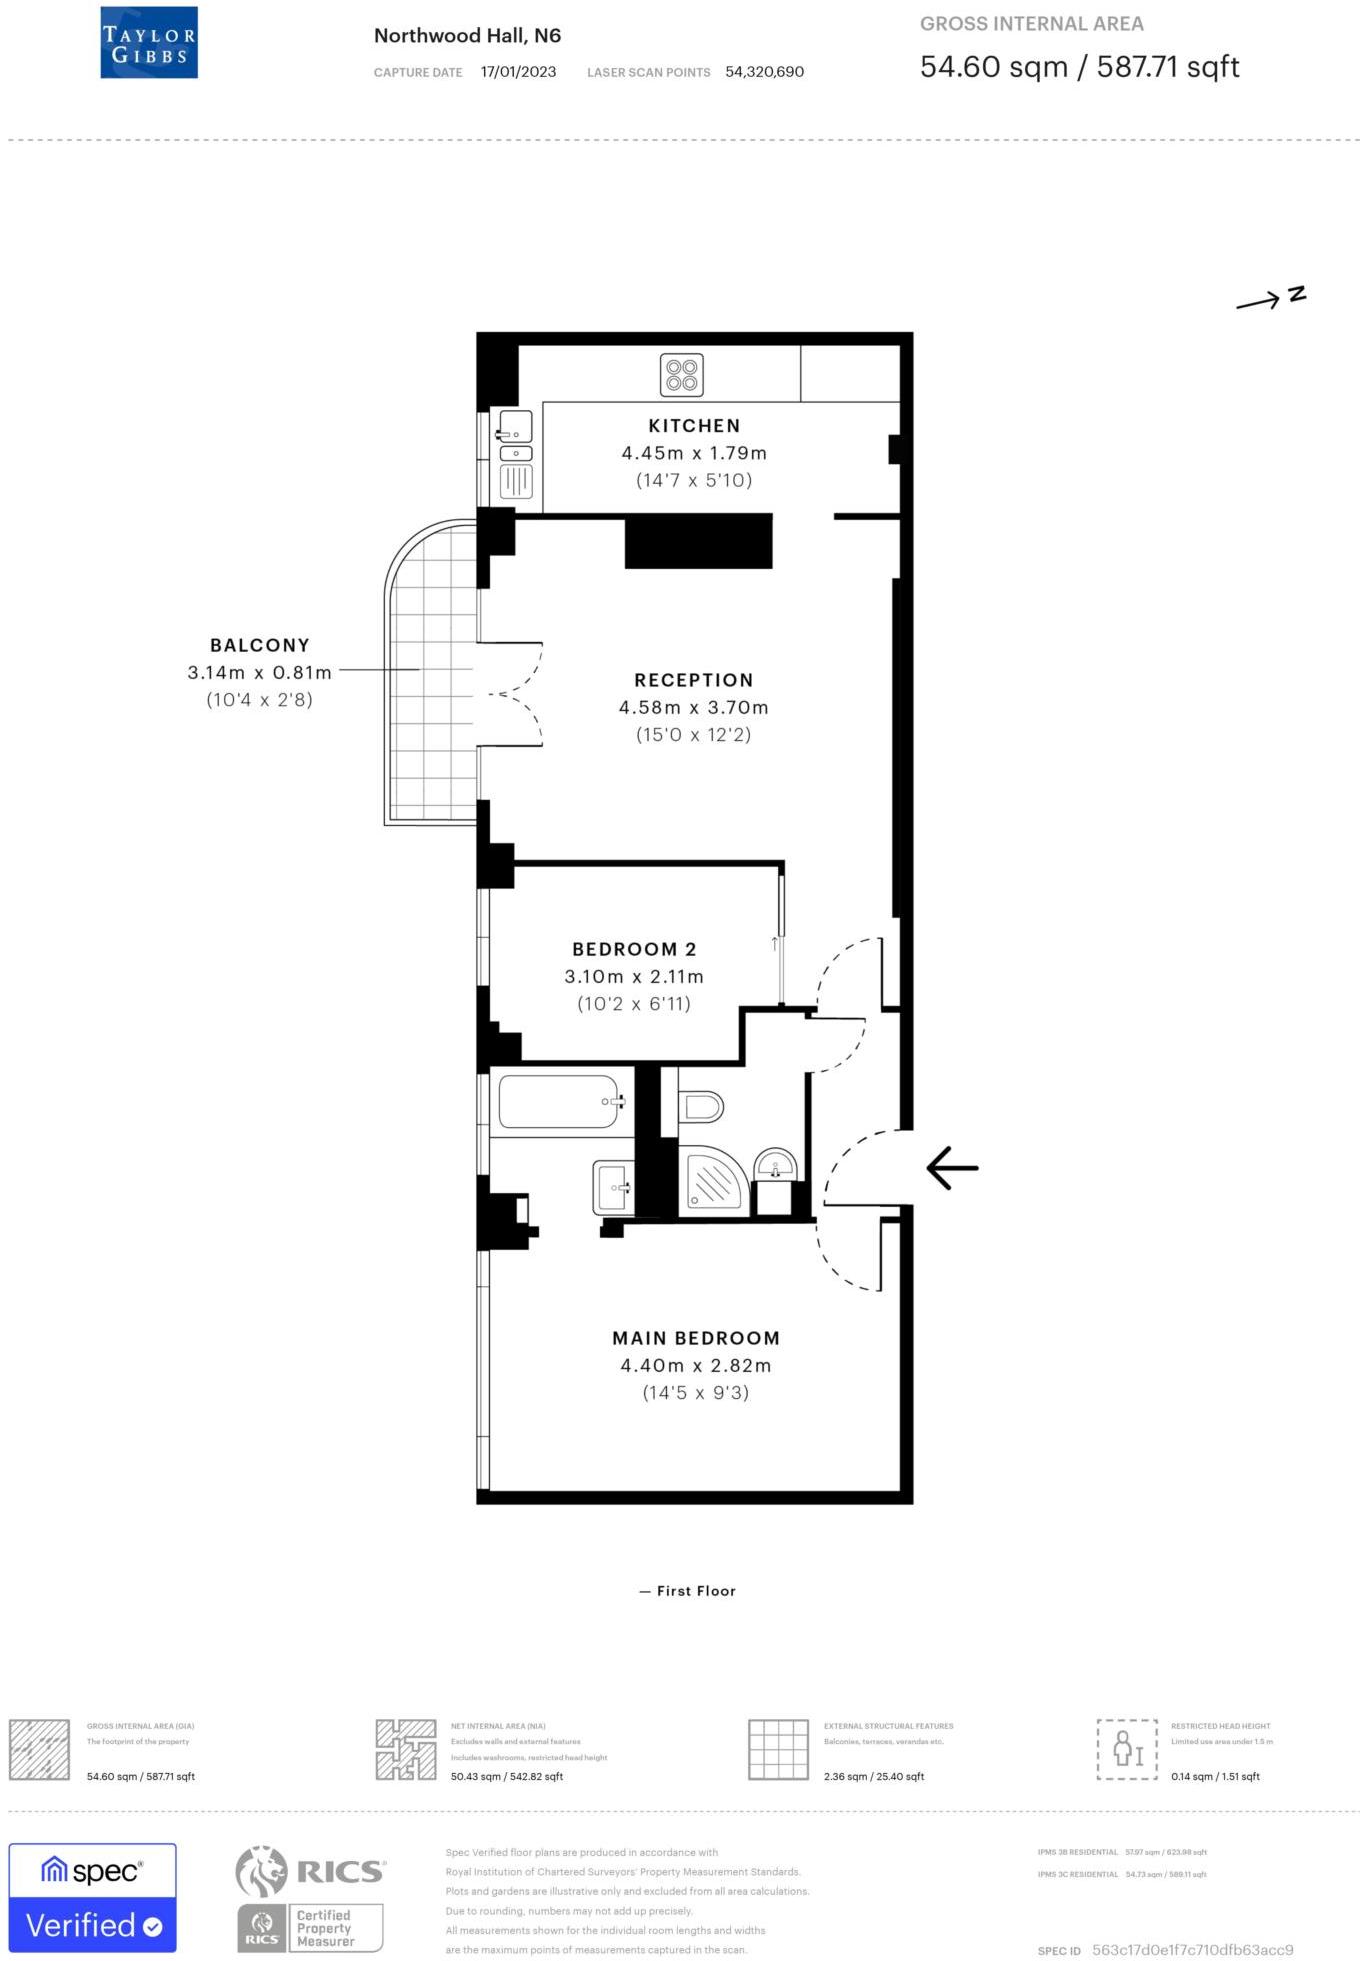 TAYLOR
GIBBS
Northwood Hall, N6
CAPTURE DATE 17/01/2023 LASER SCAN POINTS 54,320,690
GROSS INTERNAL AREA
54.60 sqm / 587.71 sqft
N
KITCHEN
4.45m x 1.79m
(14'7 x 5'10)
BALCONY
3.14m x 0.81m
(10'4 x 2'8)
RECEPTION
4.58m x 3.70m
(15'0 x 12'2)
BEDROOM 2
3.10m x 2.11m
(10'2 x 6'11)
MAIN BEDROOM
4.40m x 2.82m
(14'5 x 9'3)
— First Floor
GROSS INTERNAL AREA (GIA)
The footprint of the property
54.60 sqm / 587.71 sqft
NET INTERNAL AREA (NIA)
Excludes walls and external features
Includes washrooms, restricted head height
50.43 sqm / 542.82 sqft
EXTERNAL STRUCTURAL FEATURES
Balconies, terraces, verandas etc.
2.36 sqm / 25.40 sqft
RESTRICTED HEAD HEIGHT
Limited use area under 1.5 m
0.14 sqm / 1.51 sqft
spec®
Verified
RICS®
RICS
Certified
Property
Measurer
Spec Verified floor plans are produced in accordance with
Royal Institution of Chartered Surveyors' Property Measurement Standards.
Plots and gardens are illustrative only and excluded from all area calculations.
Due to rounding, numbers may not add up precisely.
All measurements shown for the individual room lengths and widths
are the maximum points of measurements captured in the scan.
IPMS 3B RESIDENTIAL 57.97 sqm / 623.98 sqft
IPMS 3C RESIDENTIAL 54.73 sqm / 589.11 sqft
SPEC ID 563c17d0e1f7c710dfb63acc9